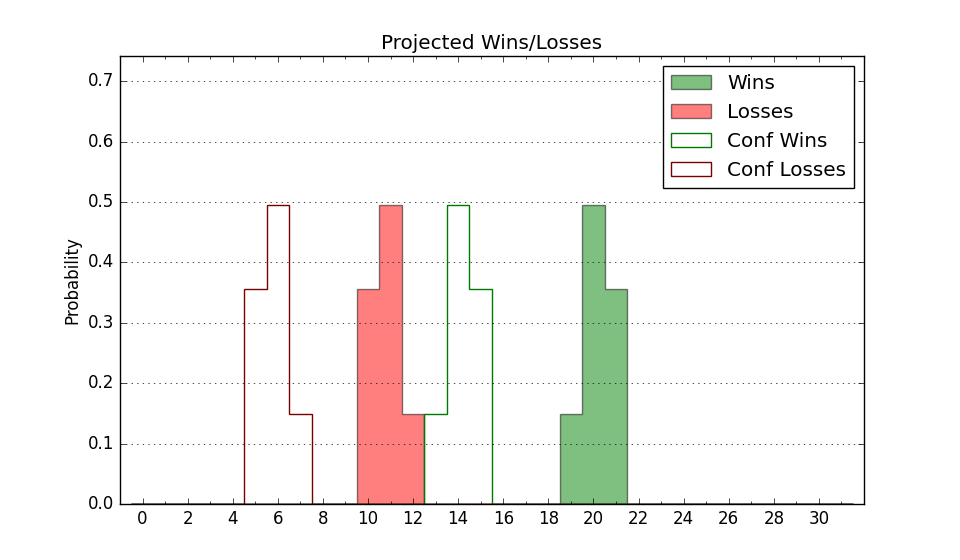 Projected Wins/Losses
Wins
Losses
Conf Wins
Conf Losses
Probability
0.7
0.6
0.5
0.4
0.3
0.2
0.1
0.0
0 2 4 6 8 10 12 14 16 18 20 22 24 26 28 30